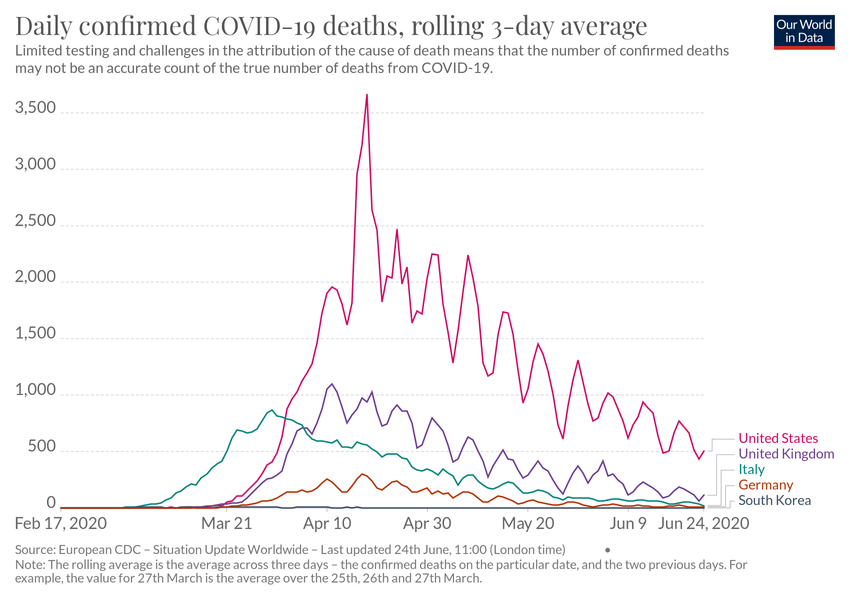 Daily confirmed COVID-19 deaths, rolling 3-day average
Our World
in Data
Limited testing and challenges in the attribution of the cause of death means that the number of confirmed deaths
may not be an accurate count of the true number of deaths from COVID-19.
3,500
3,000
2,500
2,000
1,500
1,000
500
0
United States
United Kingdom
Italy
Germany
South Korea
Feb 17, 2020
Mar 21
Apr 10
Apr 30
May 20
Jun 9
Jun 24, 2020
Source: European CDC – Situation Update Worldwide – Last updated 24th June, 11:00 (London time)
Note: The rolling average is the average across three days – the confirmed deaths on the particular date, and the two previous days. For
example, the value for 27th March is the average over the 25th, 26th and 27th March.